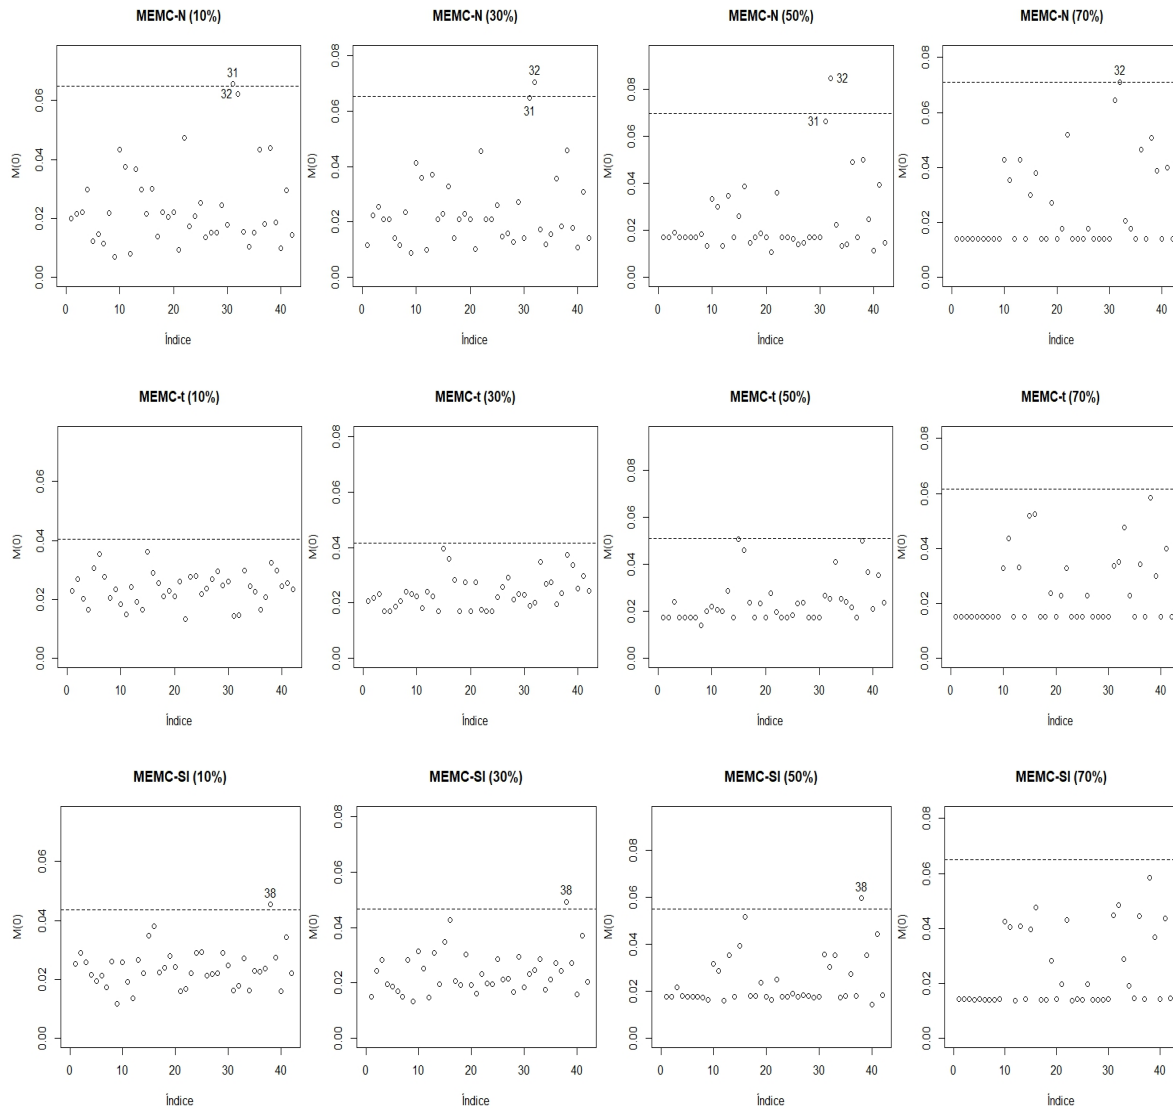 MEMC-N (10%)
MEMC-N (30%)
MEMC-N (50%)
MEMC-N (70%)
M(0)
0.00 0.02 0.04 0.06
31
32
0 10 20 30 40
Índice
M(0)
0.00 0.02 0.04 0.06 0.08
32
31
0 10 20 30 40
Índice
M(0)
0.00 0.02 0.04 0.06 0.08
32
31
0 10 20 30 40
Índice
M(0)
0.00 0.02 0.04 0.06 0.08
32
0 10 20 30 40
Índice
MEMC-t (10%)
MEMC-t (30%)
MEMC-t (50%)
MEMC-t (70%)
M(0)
0.00 0.02 0.04 0.06
0 10 20 30 40
Índice
M(0)
0.00 0.02 0.04 0.06 0.08
0 10 20 30 40
Índice
M(0)
0.00 0.02 0.04 0.06 0.08
0 10 20 30 40
Índice
M(0)
0.00 0.02 0.04 0.06 0.08
0 10 20 30 40
Índice
MEMC-Sl (10%)
MEMC-Sl (30%)
MEMC-Sl (50%)
MEMC-Sl (70%)
M(0)
0.00 0.02 0.04 0.06
38
0 10 20 30 40
Índice
M(0)
0.00 0.02 0.04 0.06 0.08
38
0 10 20 30 40
Índice
M(0)
0.00 0.02 0.04 0.06 0.08
38
0 10 20 30 40
Índice
M(0)
0.00 0.02 0.04 0.06 0.08
0 10 20 30 40
Índice